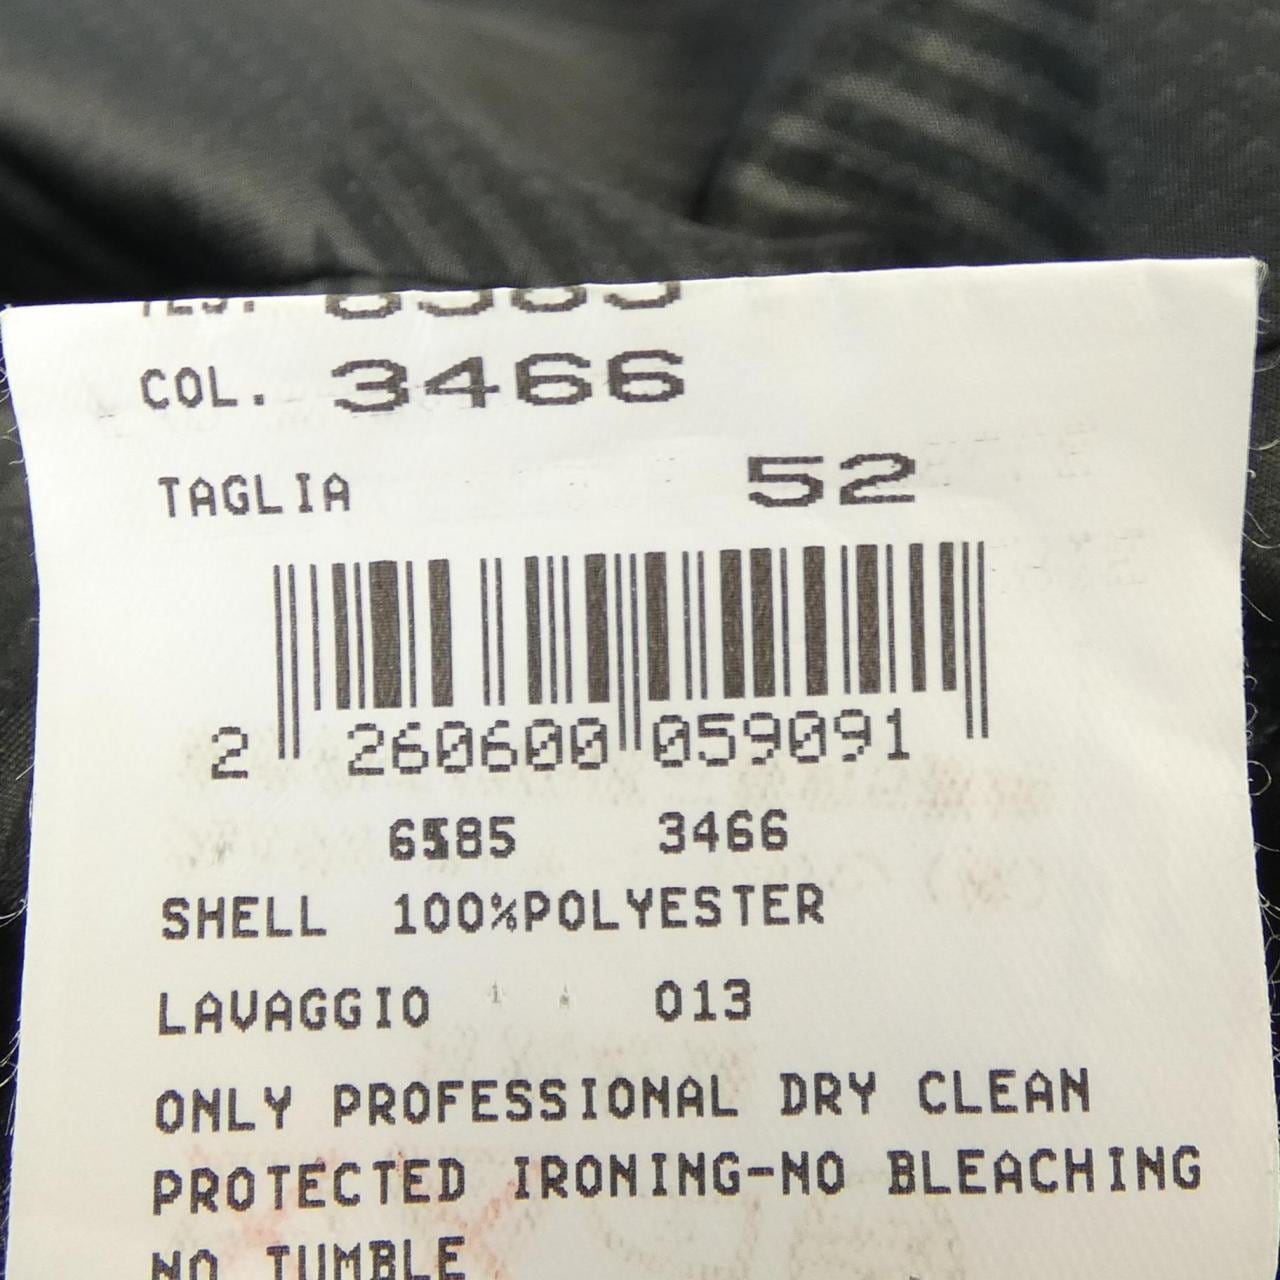 COL. 3466
TAGLIA 52
2 260600 059091
3466
SHELL 100%POLYESTER
LAVAGGIO 013
ONLY PROFESSIONAL DRY CLEAN
PROTECTED IRONING-NO BLEACHING
NO TUMBLE